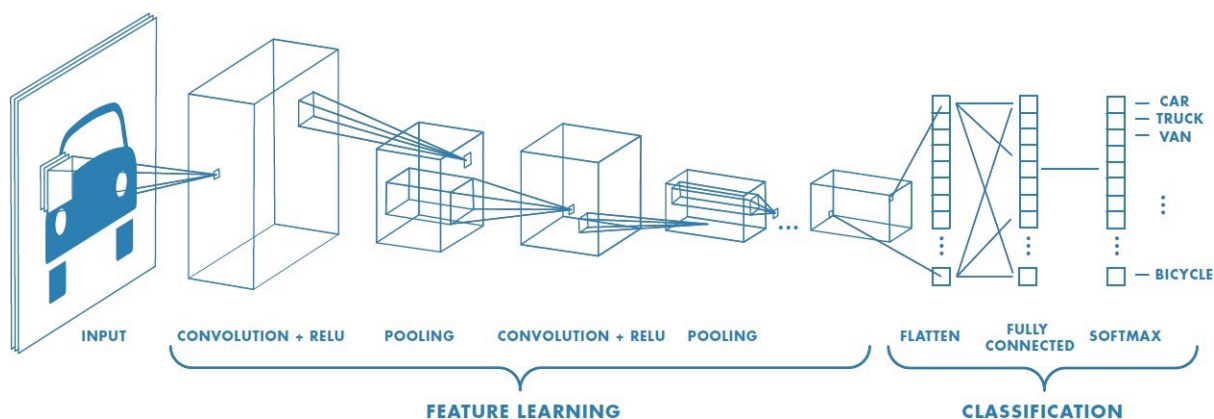 CAR
TRUCK
VAN
BICYCLE
INPUT
CONVOLUTION + RELU
POOLING
CONVOLUTION + RELU
POOLING
FLATTEN
FULLY
CONNECTED
SOFTMAX
FEATURE LEARNING
CLASSIFICATION